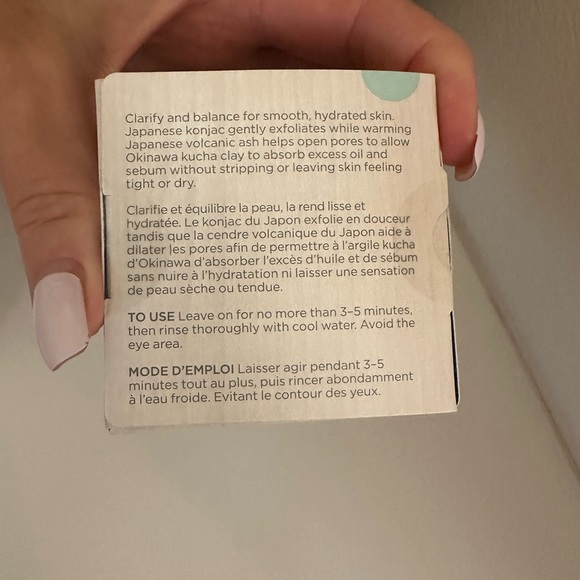 Clarify and balance for smooth, hydrated skin.
Japanese konjac gently exfoliates while warming
Japanese volcanic ash helps open pores to allow
Okinawa kucha clay to absorb excess oil and
sebum without stripping or leaving skin feeling
tight or dry.
Clarifie et équilibre la peau, la rend lisse et
hydratée. Le konjac du Japon exfolie en douceur
tandis que la cendre volcanique du Japon aide à
dilater les pores afin de permettre à l'argile kucha
d'Okinawa d'absorber l'excès d'huile et de sébum
sans nuire à l'hydratation ni laisser une sensation
de peau sèche ou tendue.
TO USE Leave on for no more than 3–5 minutes,
then rinse thoroughly with cool water. Avoid the
eye area.
MODE D'EMPLOI Laisser agir pendant 3–5
minutes tout au plus, puis rincer abondamment
à l'eau froide. Evitant le contour des yeux.